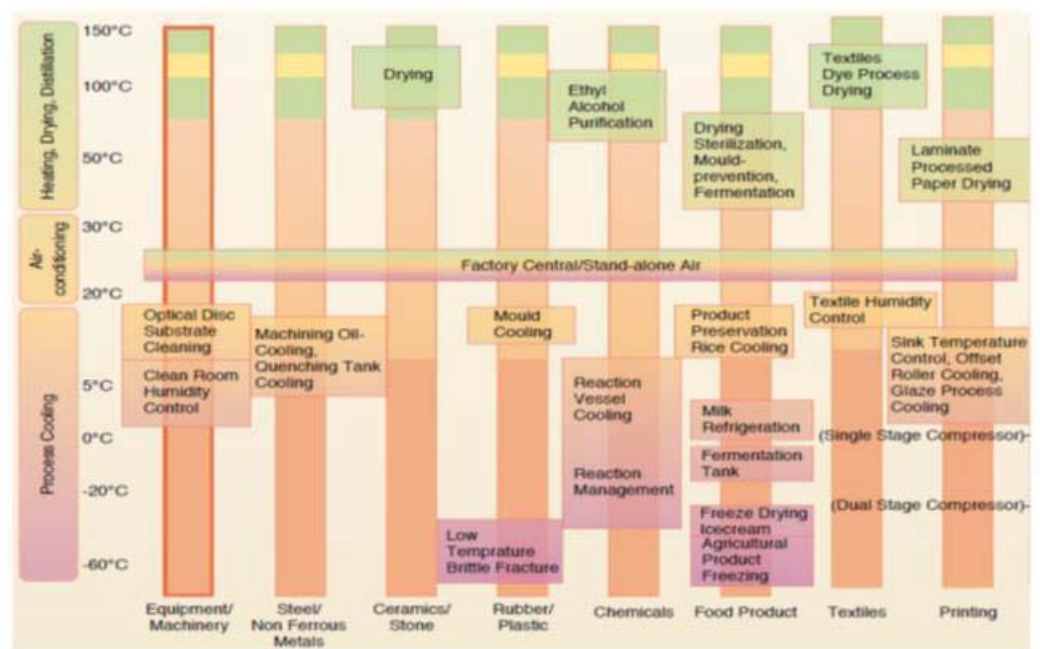 Heating, Drying, Distillation
Air-
conditioning
Process Cooling
150°C
100°C
50°C
30°C
20°C
5°C
0°C
-20°C
-60°C
Drying
Ethyl
Alcohol
Purification
Drying
Sterilization,
Mould-
prevention,
Fermentation
Textiles
Dye Process
Drying
Laminate
Processed
Paper Drying
Factory Central/Stand-alone Air
Optical Disc
Substrate
Cleaning
Clean Room
Humidity
Control
Machining Oil-
Cooling,
Quenching Tank
Cooling
Mould
Cooling
Reaction
Vessel
Cooling
Reaction
Management
Low
Temprature
Brittle Fracture
Product
Preservation
Rice Cooling
Milk
Refrigeration
Fermentation
Tank
Freeze Drying
Icecream
Agricultural
Product
Freezing
Textile Humidity
Control
Sink Temperature
Control, Offset
Roller Cooling,
Glaze Process
Cooling
(Single Stage Compressor)-
(Dual Stage Compressor)-
Equipment/
Machinery
Steel/
Non Ferrous
Metals
Ceramics/
Stone
Rubber/
Plastic
Chemicals
Food Product
Textiles
Printing